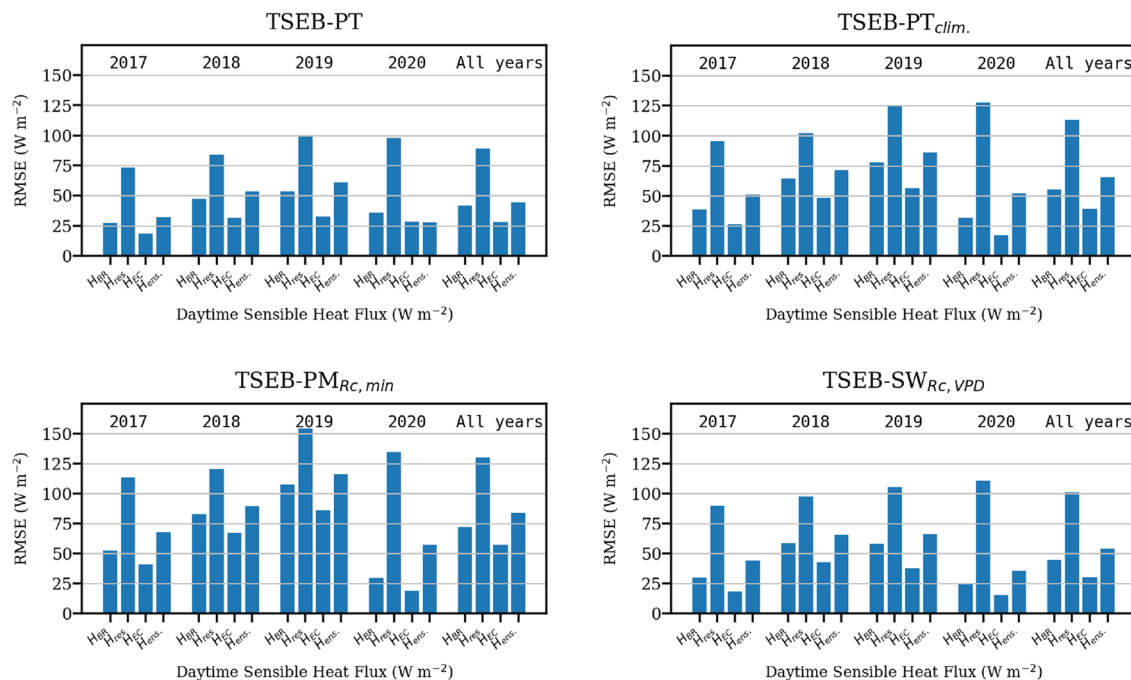 TSEB-PT
2017 2018 2019 2020 All years
150
125
100
75
50
25
0
RMSE (W m⁻²)
H_BR H_res H_EC H_ens. H_BR H_res H_EC H_ens. H_BR H_res H_EC H_ens. H_BR H_res H_EC H_ens. H_BR H_res H_EC H_ens.
Daytime Sensible Heat Flux (W m⁻²)
TSEB-PT_clim.
2017 2018 2019 2020 All years
150
125
100
75
50
25
0
RMSE (W m⁻²)
H_BR H_res H_EC H_ens. H_BR H_res H_EC H_ens. H_BR H_res H_EC H_ens. H_BR H_res H_EC H_ens. H_BR H_res H_EC H_ens.
Daytime Sensible Heat Flux (W m⁻²)
TSEB-PM_Rc, min
2017 2018 2019 2020 All years
150
125
100
75
50
25
0
RMSE (W m⁻²)
H_BR H_res H_EC H_ens. H_BR H_res H_EC H_ens. H_BR H_res H_EC H_ens. H_BR H_res H_EC H_ens. H_BR H_res H_EC H_ens.
Daytime Sensible Heat Flux (W m⁻²)
TSEB-SW_Rc, VPD
2017 2018 2019 2020 All years
150
125
100
75
50
25
0
RMSE (W m⁻²)
H_BR H_res H_EC H_ens. H_BR H_res H_EC H_ens. H_BR H_res H_EC H_ens. H_BR H_res H_EC H_ens. H_BR H_res H_EC H_ens.
Daytime Sensible Heat Flux (W m⁻²)